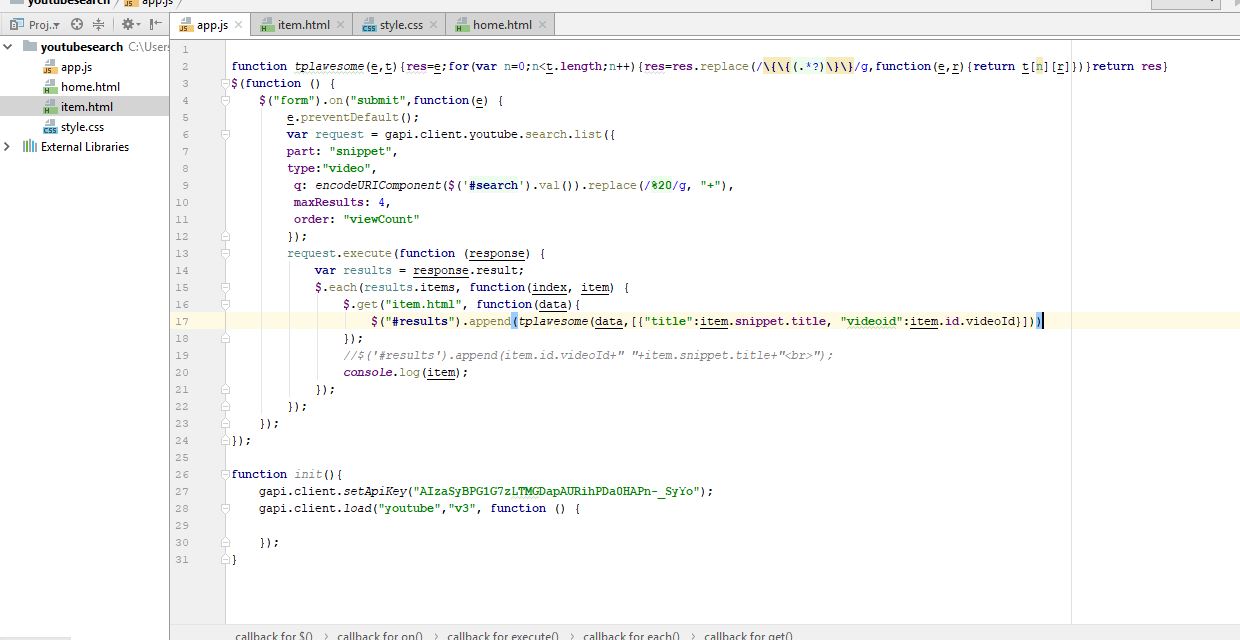 youtubesearch app.js
Proj..
app.js item.html style.css home.html
youtubesearch C:\Users
app.js
home.html
item.html
style.css
External Libraries
1
2 function tplawesome(e,t){res=e;for(var n=0;n<t.length;n++){res=res.replace(/\{\{(.*?)\}\}/g,function(e,r){return t[n][r]})}return res}
3 $(function () {
4 $("form").on("submit",function(e) {
5 e.preventDefault();
6 var request = gapi.client.youtube.search.list({
7 part: "snippet",
8 type:"video",
9 q: encodeURIComponent($('#search').val()).replace(/%20/g, "+"),
10 maxResults: 4,
11 order: "viewCount"
12 });
13 request.execute(function (response) {
14 var results = response.result;
15 $.each(results.items, function(index, item) {
16 $.get("item.html", function(data){
17 $("#results").append(tplawesome(data,[{"title":item.snippet.title, "videoid":item.id.videoId}]))
18 });
19 //$('#results').append(item.id.videoId+" "+item.snippet.title+"<br>");
20 console.log(item);
21 });
22 });
23 });
24 });
25
26 function init(){
27 gapi.client.setApiKey("AIzaSyBPG1G7zLTMGDapAURihPDa0HAPn-_SyYo");
28 gapi.client.load("youtube","v3", function () {
29
30 });
31 }
callback for $() callback for on() callback for execute() callback for each() callback for get()